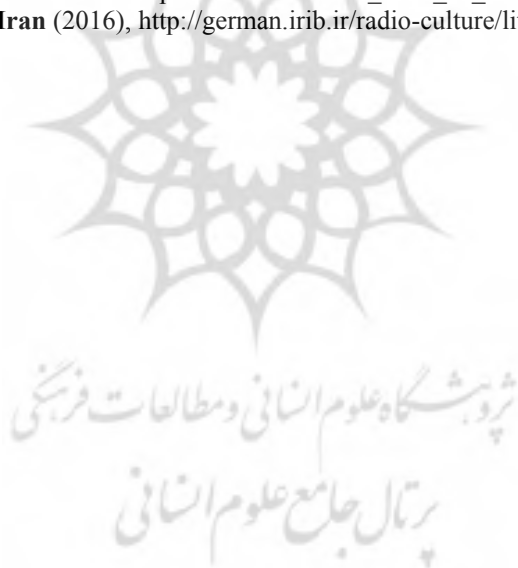 Iran (2016), http://german.irib.ir/radio-culture/li
پژوهشگاه علوم انسانی و مطالعات فرهنگی
پرتال جامع علوم انسانی